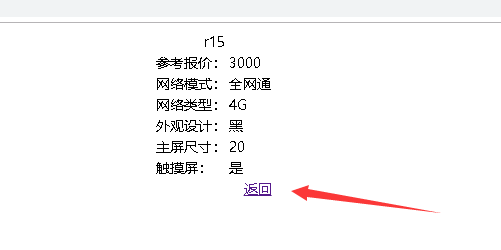 r15
参考报价： 3000
网络模式： 全网通
网络类型： 4G
外观设计： 黑
主屏尺寸： 20
触摸屏： 是
返回